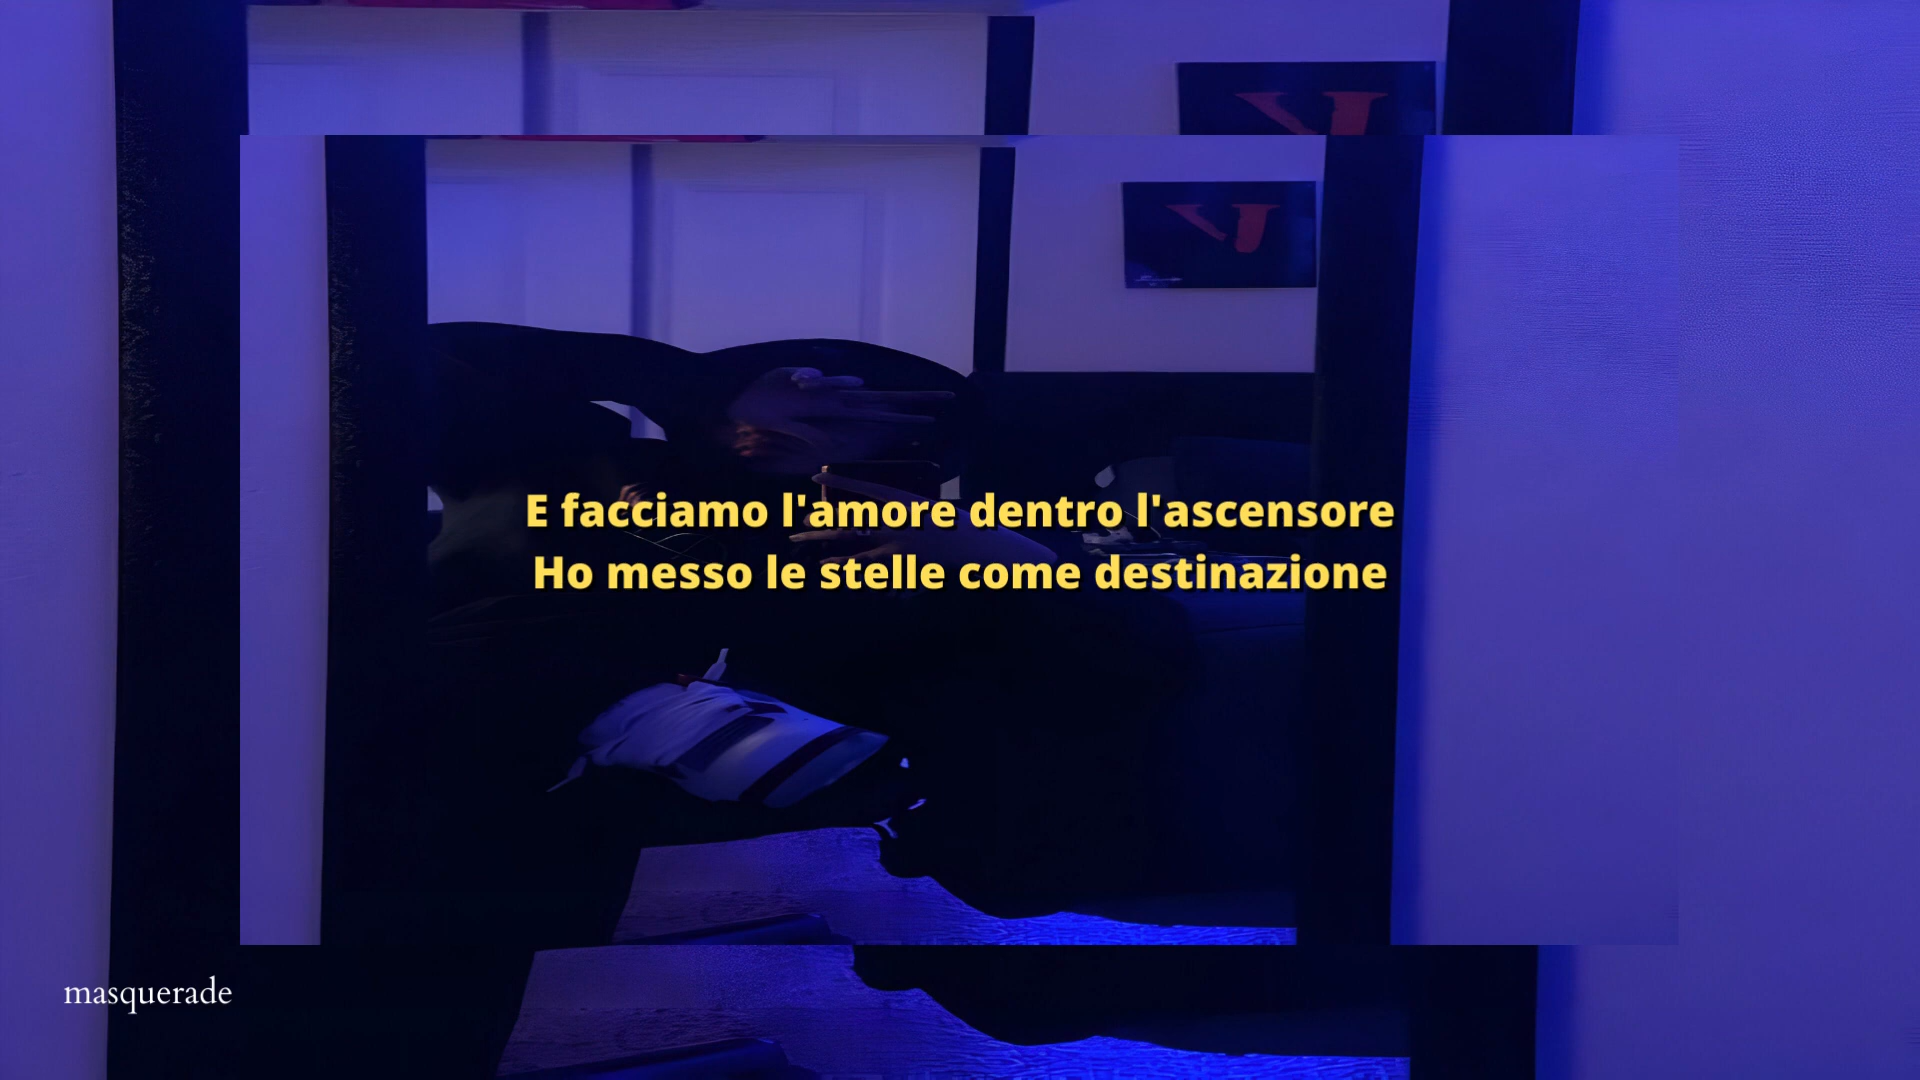 E facciamo l'amore dentro l'ascensore
Ho messo le stelle come destinazione
masquerade